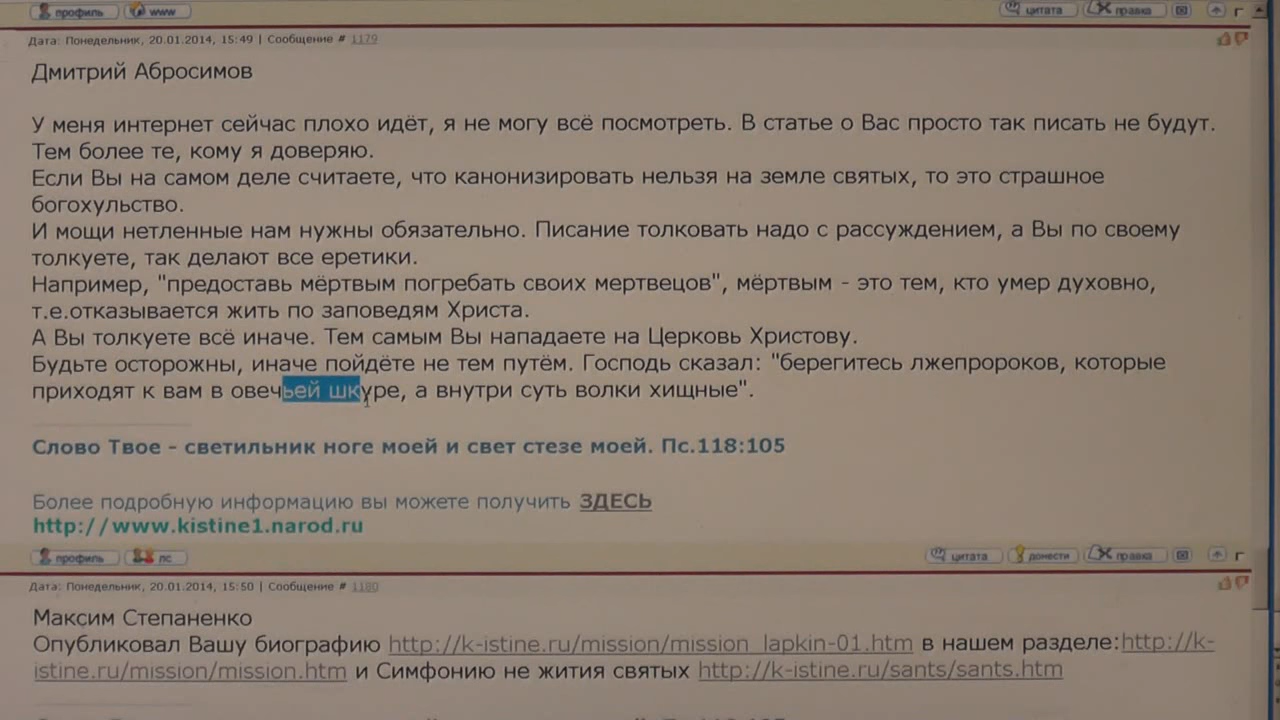 профиль www цитата правка
Дата: Понедельник, 20.01.2014, 15:49 | Сообщение # 1179
Дмитрий Абросимов
У меня интернет сейчас плохо идёт, я не могу всё посмотреть. В статье о Вас просто так писать не будут.
Тем более те, кому я доверяю.
Если Вы на самом деле считаете, что канонизировать нельзя на земле святых, то это страшное
богохульство.
И мощи нетленные нам нужны обязательно. Писание толковать надо с рассуждением, а Вы по своему
толкуете, так делают все еретики.
Например, "предоставь мёртвым погребать своих мертвецов", мёртвым - это тем, кто умер духовно,
т.е.отказывается жить по заповедям Христа.
А Вы толкуете всё иначе. Тем самым Вы нападаете на Церковь Христову.
Будьте осторожны, иначе пойдёте не тем путём. Господь сказал: "берегитесь лжепророков, которые
приходят к вам в овечьей шкуре, а внутри суть волки хищные".
Слово Твое - светильник ноге моей и свет стезе моей. Пс.118:105
Более подробную информацию вы можете получить ЗДЕСЬ
http://www.kistine1.narod.ru
профиль лс цитата донести правка
Дата: Понедельник, 20.01.2014, 15:50 | Сообщение # 1180
Максим Степаненко
Опубликовал Вашу биографию http://k-istine.ru/mission/mission_lapkin-01.htm в нашем разделе:http://k-
istine.ru/mission/mission.htm и Симфонию не жития святых http://k-istine.ru/sants/sants.htm